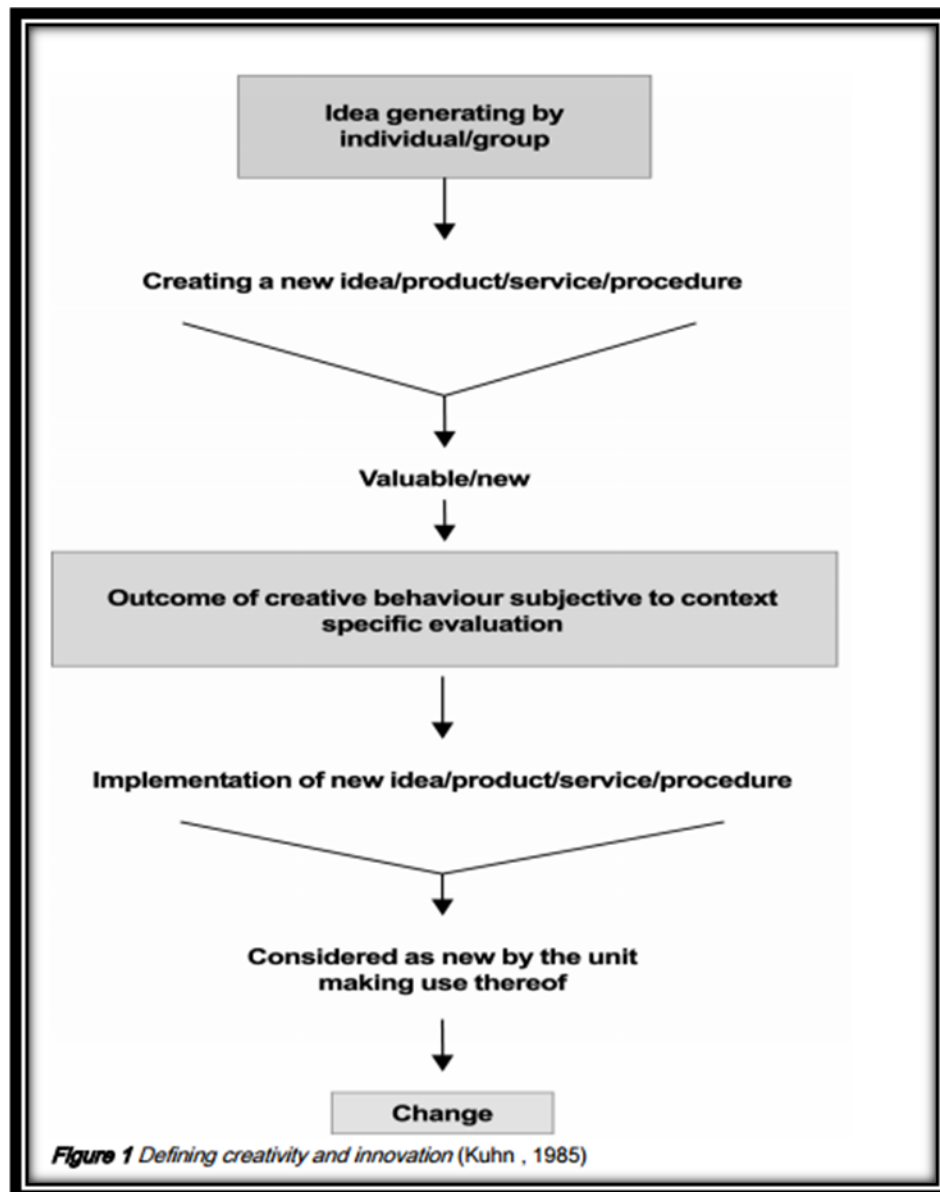 Idea generating by
individual/group
Creating a new idea/product/service/procedure
Valuable/new
Outcome of creative behaviour subjective to context
specific evaluation
Implementation of new idea/product/service/procedure
Considered as new by the unit
making use thereof
Change
Figure 1 Defining creativity and innovation (Kuhn , 1985)